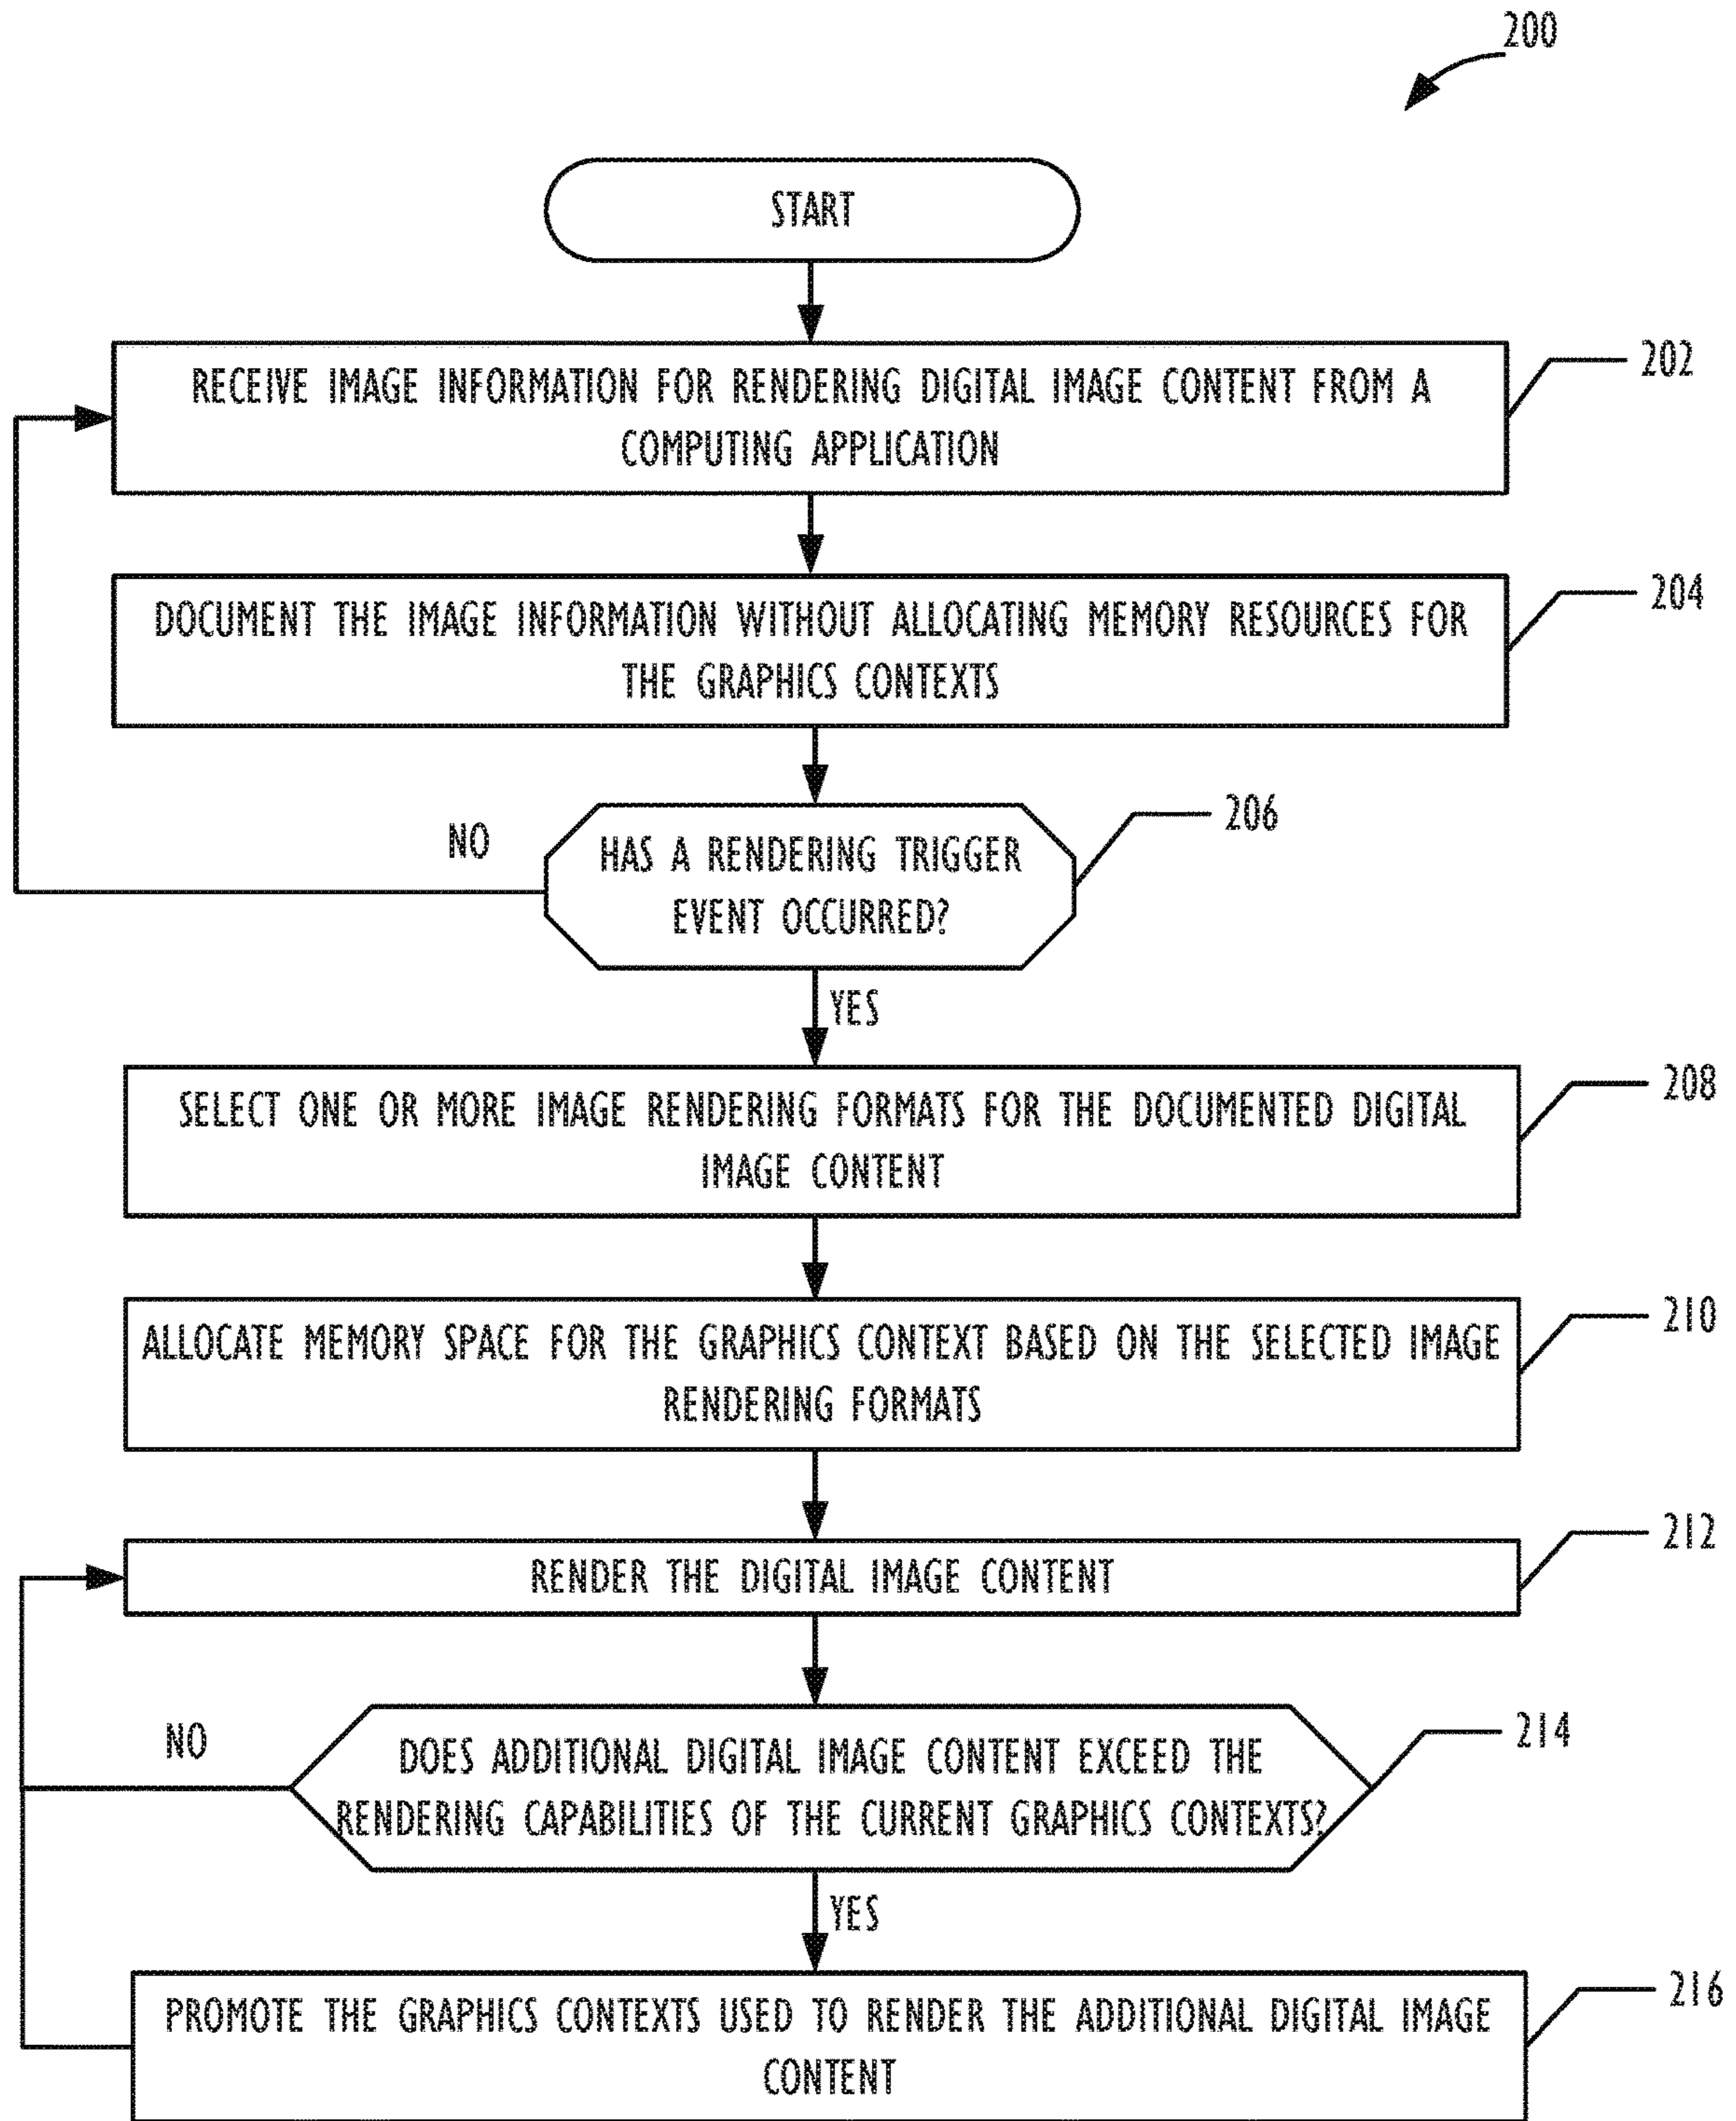 200
START
RECEIVE IMAGE INFORMATION FOR RENDERING DIGITAL IMAGE CONTENT FROM A
COMPUTING APPLICATION
202
DOCUMENT THE IMAGE INFORMATION WITHOUT ALLOCATING MEMORY RESOURCES FOR
THE GRAPHICS CONTEXTS
204
NO
HAS A RENDERING TRIGGER
EVENT OCCURRED?
206
YES
SELECT ONE OR MORE IMAGE RENDERING FORMATS FOR THE DOCUMENTED DIGITAL
IMAGE CONTENT
208
ALLOCATE MEMORY SPACE FOR THE GRAPHICS CONTEXT BASED ON THE SELECTED IMAGE
RENDERING FORMATS
210
RENDER THE DIGITAL IMAGE CONTENT
212
NO
DOES ADDITIONAL DIGITAL IMAGE CONTENT EXCEED THE
RENDERING CAPABILITIES OF THE CURRENT GRAPHICS CONTEXTS?
214
YES
PROMOTE THE GRAPHICS CONTEXTS USED TO RENDER THE ADDITIONAL DIGITAL IMAGE
CONTENT
216